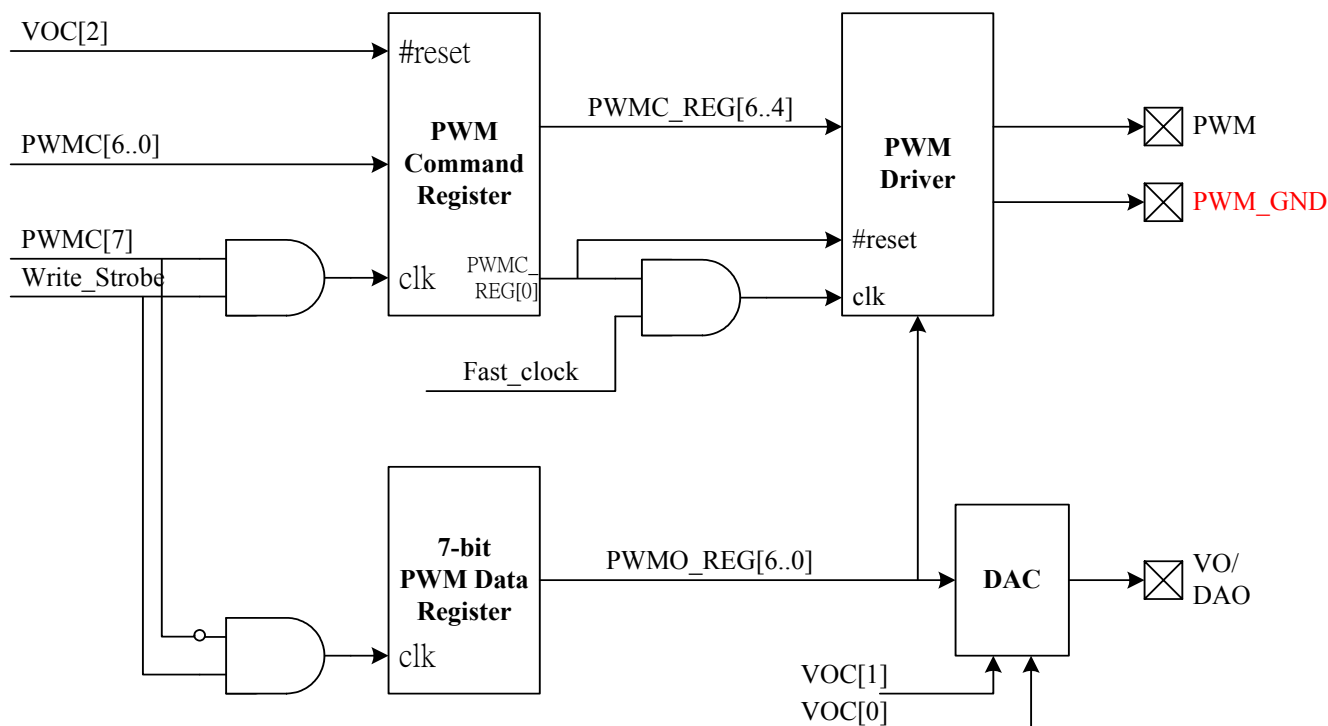 VOC[2]
#reset
PWMC[6..0]
PWM
Command
Register
PWMC_REG[6..4]
PWM
Driver
PWM
PWM_GND
PWMC[7]
Write_Strobe
clk
PWMC_
REG[0]
#reset
clk
Fast_clock
7-bit
PWM Data
Register
clk
PWMO_REG[6..0]
DAC
VO/
DAO
VOC[1]
VOC[0]